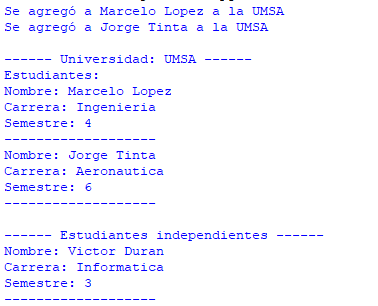 Se agregó a Marcelo Lopez a la UMSA
Se agregó a Jorge Tinta a la UMSA

------ Universidad: UMSA ------
Estudiantes:
Nombre: Marcelo Lopez
Carrera: Ingenieria
Semestre: 4
-------------------
Nombre: Jorge Tinta
Carrera: Aeronautica
Semestre: 6
-------------------

------ Estudiantes independientes ------
Nombre: Victor Duran
Carrera: Informatica
Semestre: 3
-------------------